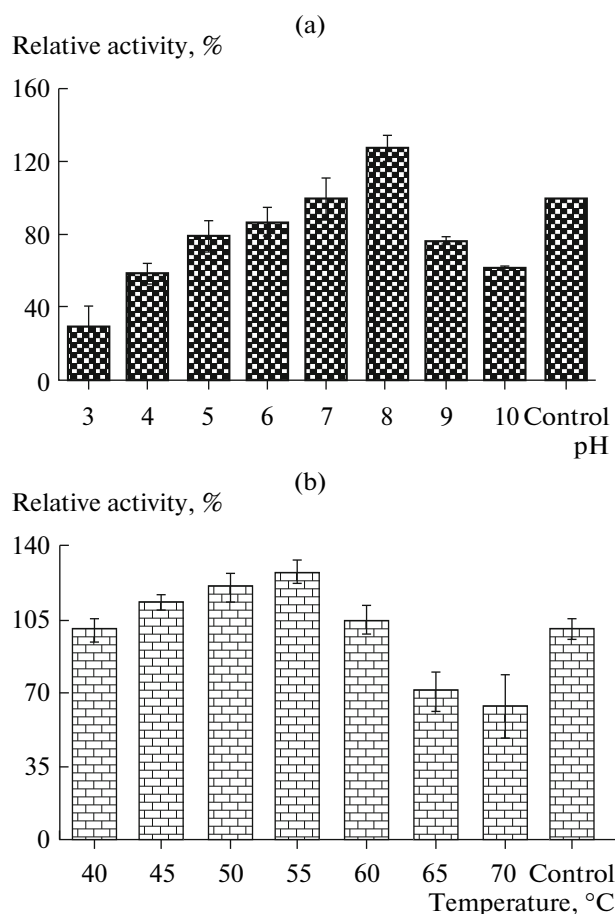 (a)
Relative activity, %
160
120
80
40
0
3 4 5 6 7 8 9 10 Control
pH
(b)
Relative activity, %
140
105
70
35
0
40 45 50 55 60 65 70 Control
Temperature, °C